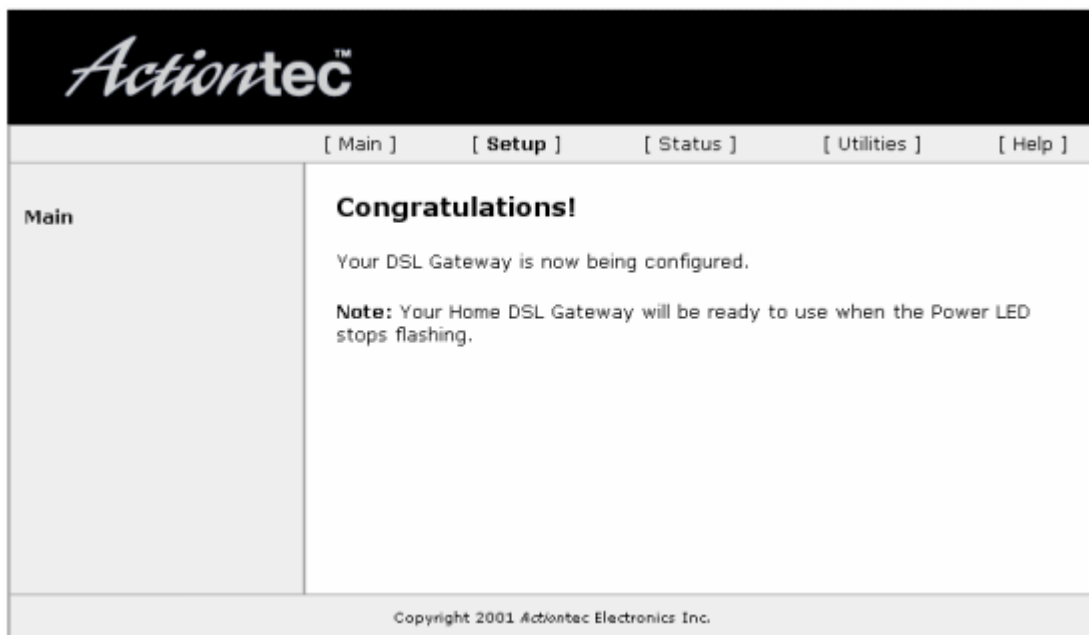 Actiontec™
[ Main ] [ Setup ] [ Status ] [ Utilities ] [ Help ]
Main
Congratulations!
Your DSL Gateway is now being configured.
Note: Your Home DSL Gateway will be ready to use when the Power LED
stops flashing.
Copyright 2001 Actiontec Electronics Inc.